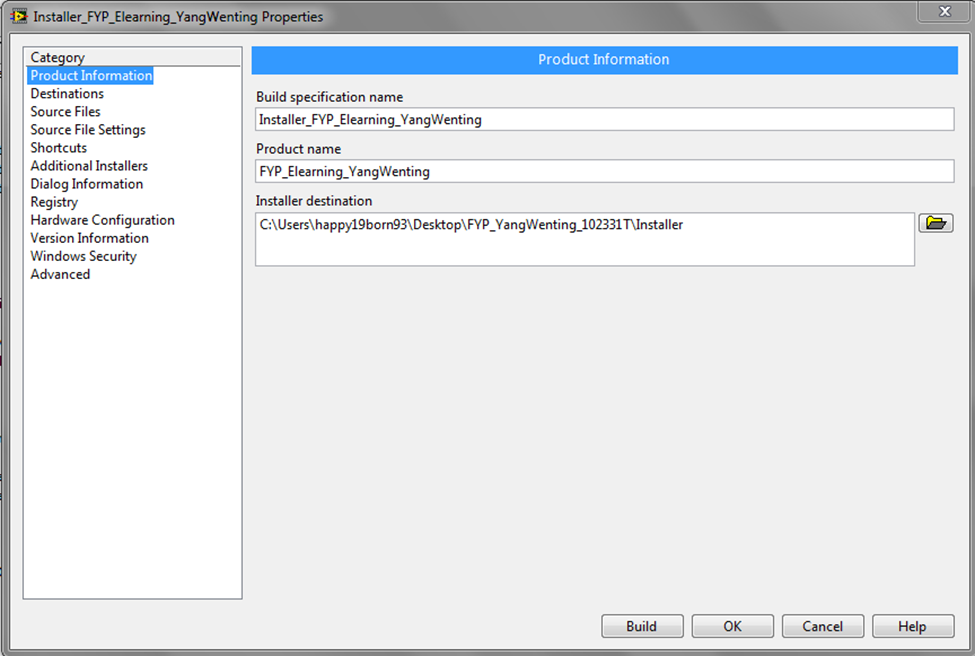 Installer_FYP_Elearning_YangWenting Properties
Category
Product Information
Destinations
Source Files
Source File Settings
Shortcuts
Additional Installers
Dialog Information
Registry
Hardware Configuration
Version Information
Windows Security
Advanced
Product Information
Build specification name
Installer_FYP_Elearning_YangWenting
Product name
FYP_Elearning_YangWenting
Installer destination
C:\Users\happy19born93\Desktop\FYP_YangWenting_102331T\Installer
Build OK Cancel Help